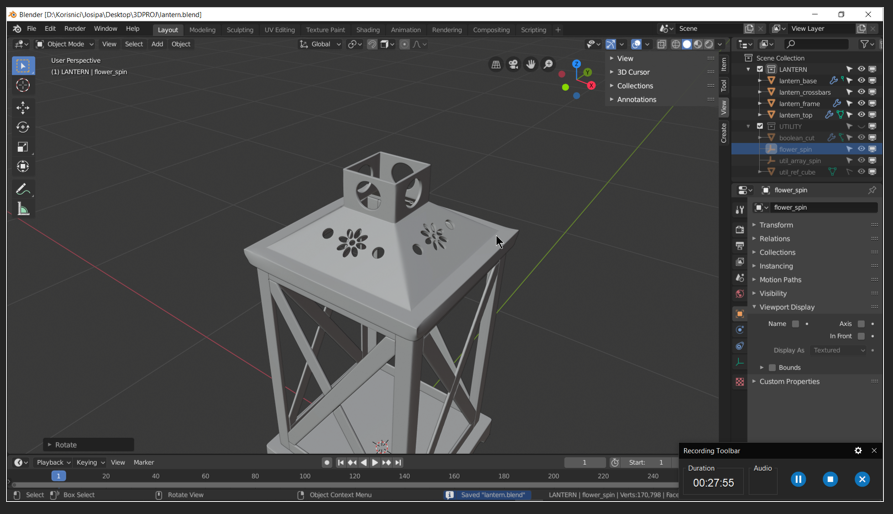 Blender [D:\Korisnici\Josipa\Desktop\3DPROJ\lantern.blend]
File Edit Render Window Help Layout Modeling Sculpting UV Editing Texture Paint Shading Animation Rendering Compositing Scripting + Scene View Layer
Object Mode View Select Add Object Global
User Perspective
(1) LANTERN | flower_spin
Z
Y
X
View
3D Cursor
Collections
Annotations
Item
Tool
View
Create
Scene Collection
LANTERN
lantern_base
lantern_crossbars
lantern_frame
lantern_top
UTILITY
boolean_cut
flower_spin
util_array_spin
util_ref_cube
flower_spin
flower_spin
Transform
Relations
Collections
Instancing
Motion Paths
Visibility
Viewport Display
Name Axis
In Front
Display As Textured
Bounds
Custom Properties
Rotate
Playback Keying View Marker 1 Start: 1
1 20 40 60 80 100 120 140 160 180 200 220 240
Select Box Select Rotate View Object Context Menu Saved "lantern.blend" LANTERN | flower_spin | Verts:170,798 | Face
Recording Toolbar
Duration Audio
00:27:55